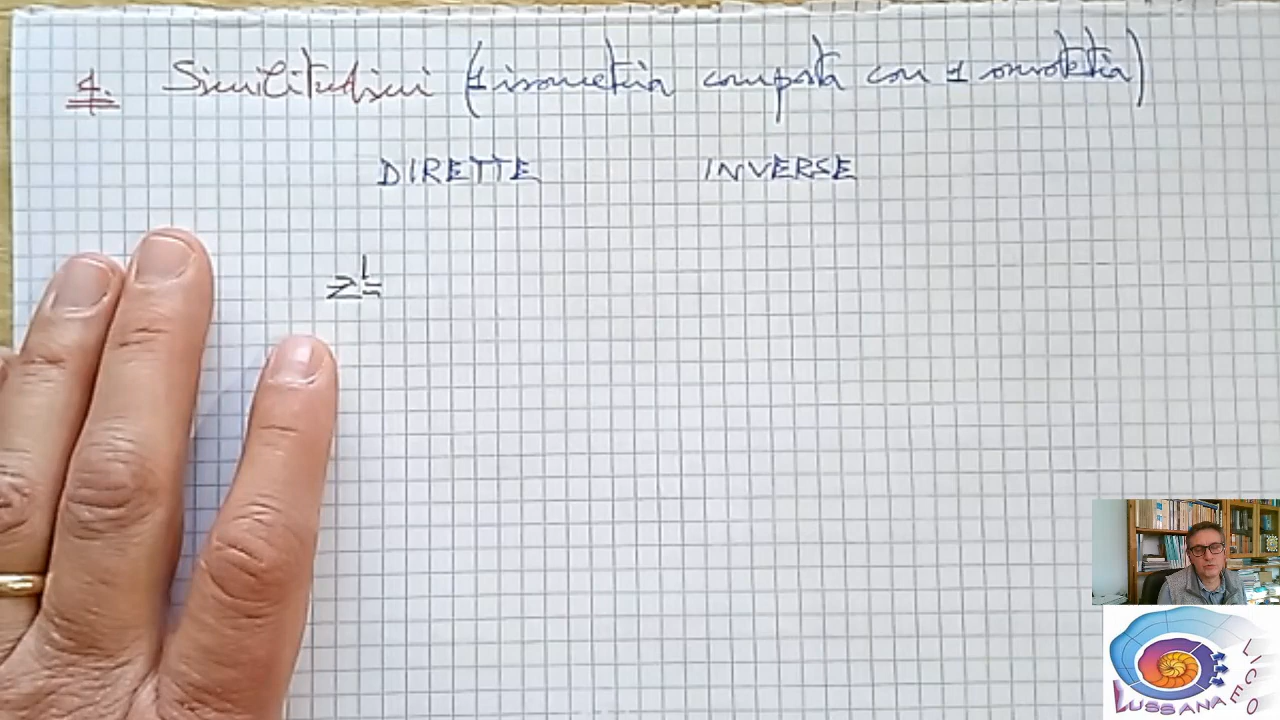 4. Similitudini (1 isometria composta con 1 omotetia)
DIRETTE INVERSE
z'=
LUSSANA
LICEO